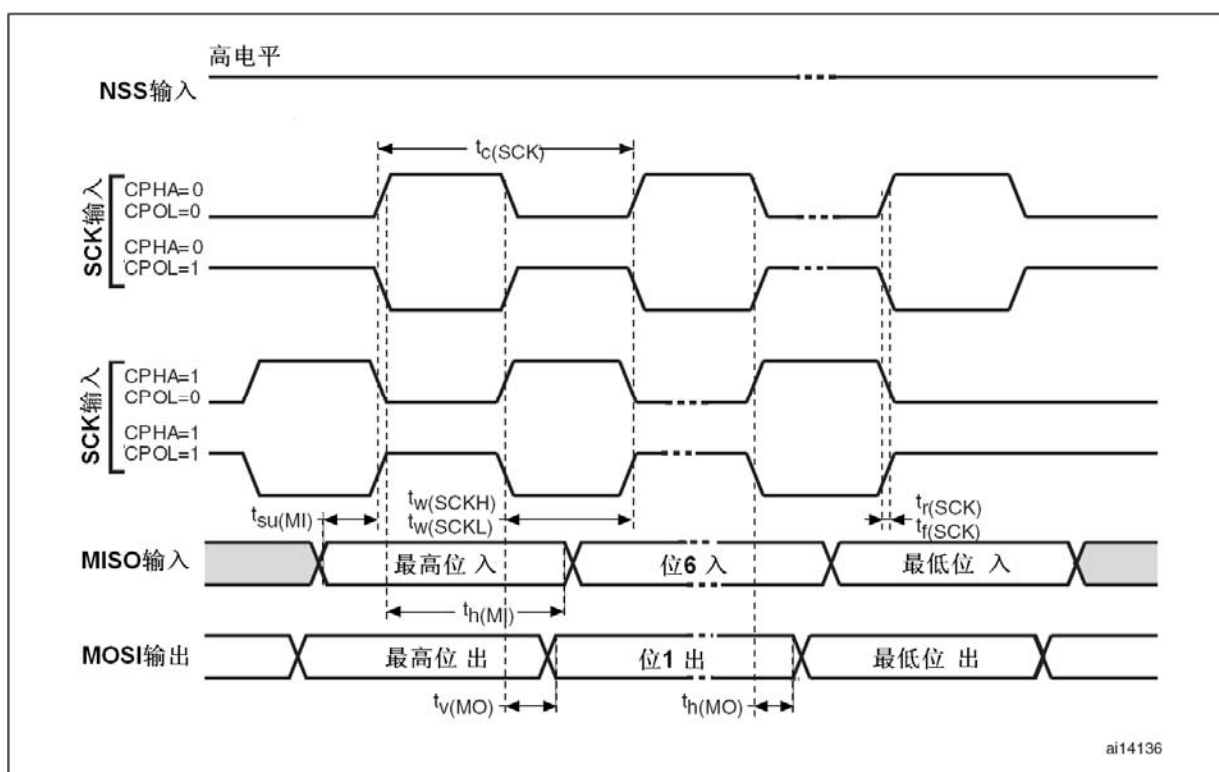 高电平
NSS输入
tc(SCK)
SCK输入
CPHA=0
CPOL=0
CPHA=0
CPOL=1
SCK输入
CPHA=1
CPOL=0
CPHA=1
CPOL=1
tsu(MI)
tw(SCKH)
tw(SCKL)
tr(SCK)
tf(SCK)
MISO输入
最高位 入
位6 入
最低位 入
th(MI)
MOSI输出
最高位 出
位1 出
最低位 出
tv(MO)
th(MO)
ai14136